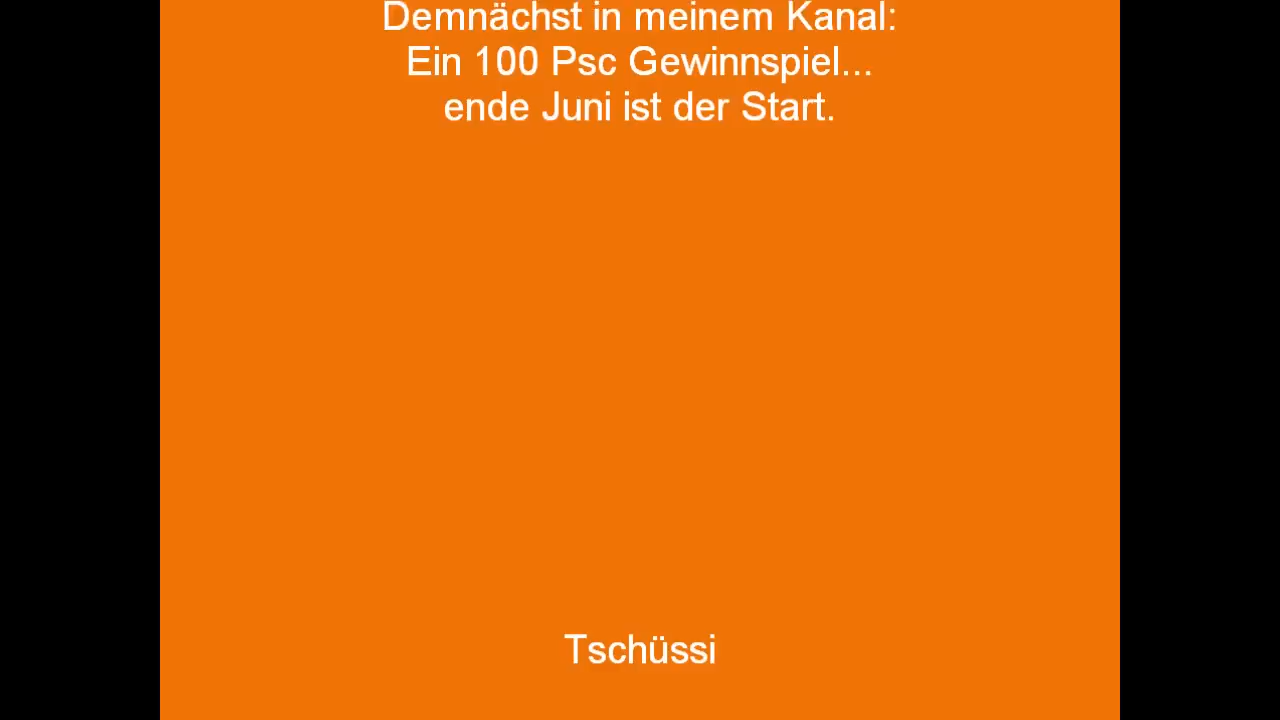 Demnächst in meinem Kanal:
Ein 100 Psc Gewinnspiel...
ende Juni ist der Start.
Tschüssi